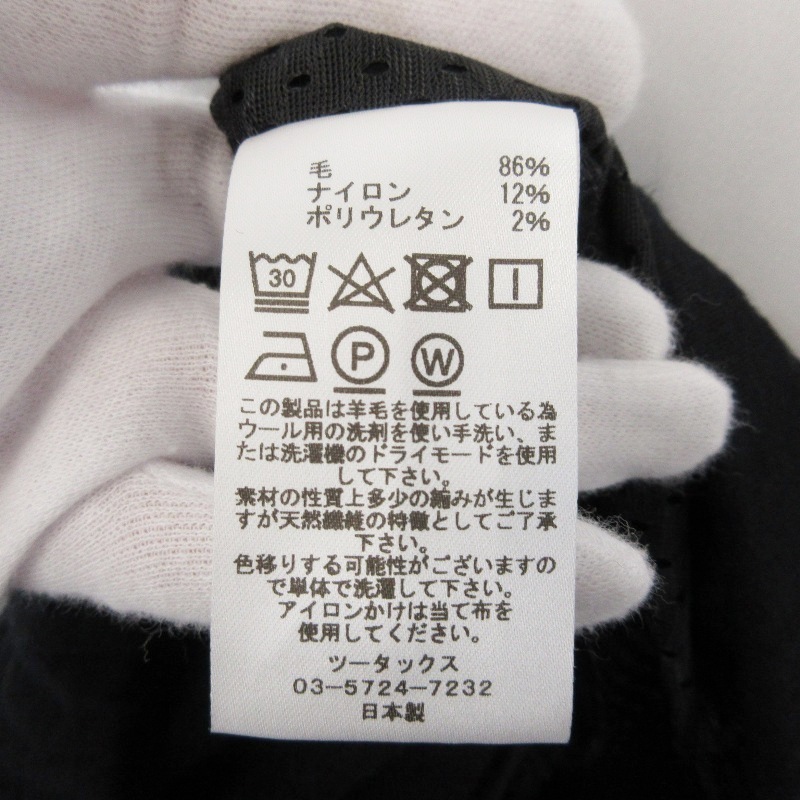 毛 86%
ナイロン 12%
ポリウレタン 2%
30
P W
この製品は羊毛を使用している為
ウール用の洗剤を使い手洗い、ま
たは洗濯機のドライモードを使用
して下さい。
素材の性質上多少の縮みが生じま
すが天然繊維の特徴としてご了承
下さい。
色移りする可能性がございますの
で単体で洗濯して下さい。
アイロンかけは当て布を
使用してください。
ツータックス
03-5724-7232
日本製